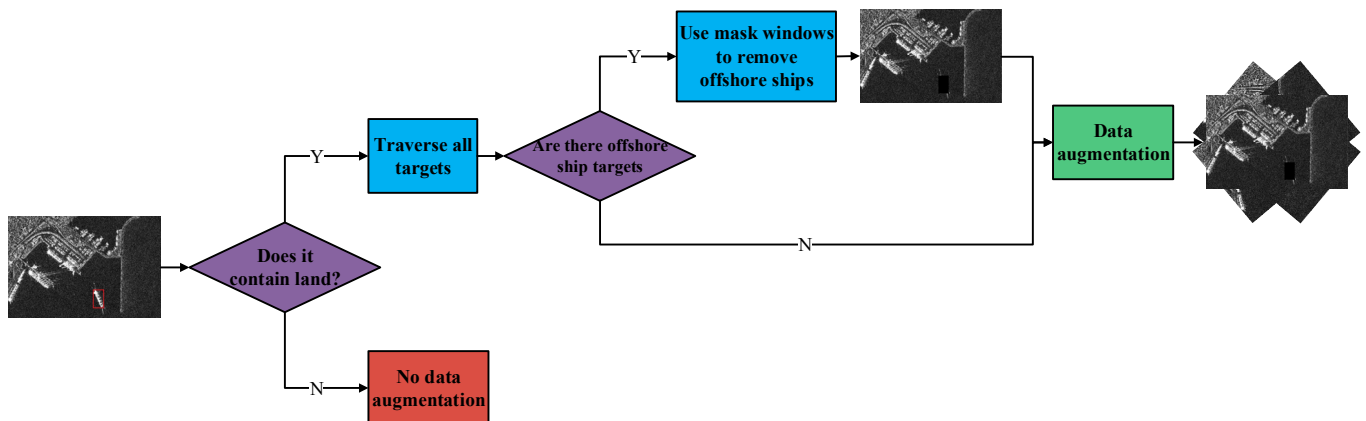 Does it
contain land?
Y
N
No data
augmentation
Traverse all
targets
Are there offshore
ship targets
Y
N
Use mask windows
to remove
offshore ships
Data
augmentation